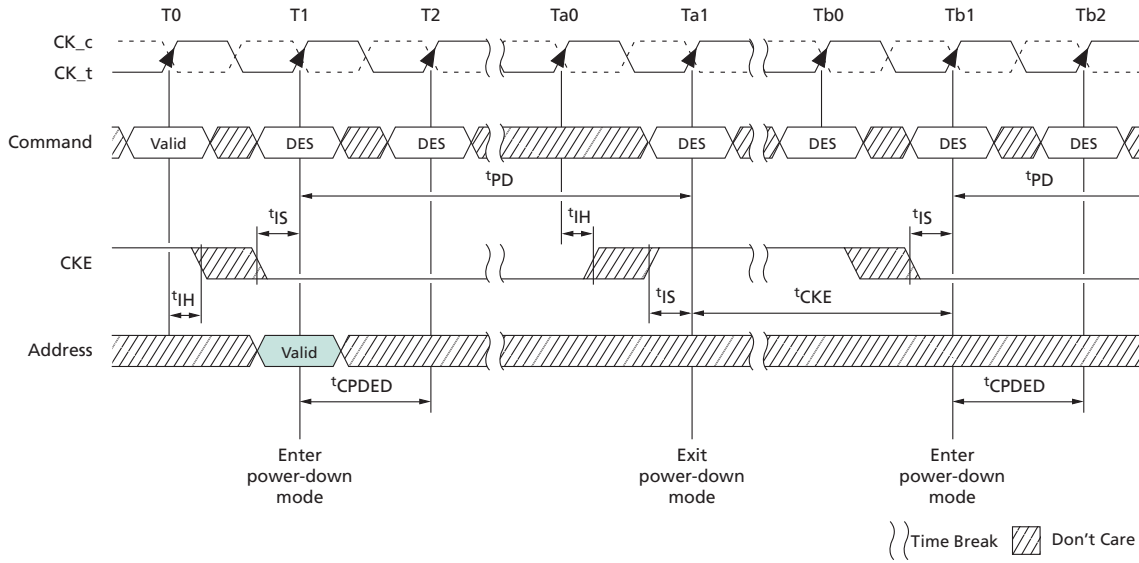 T0 T1 T2 Ta0 Ta1 Tb0 Tb1 Tb2
CK_c
CK_t
Command Valid DES DES DES DES DES DES
tPD tPD
tIS tIH tIS
CKE
tIH tIS tCKE
Address Valid
tCPDED tCPDED
Enter power-down mode
Exit power-down mode
Enter power-down mode
Time Break Don't Care